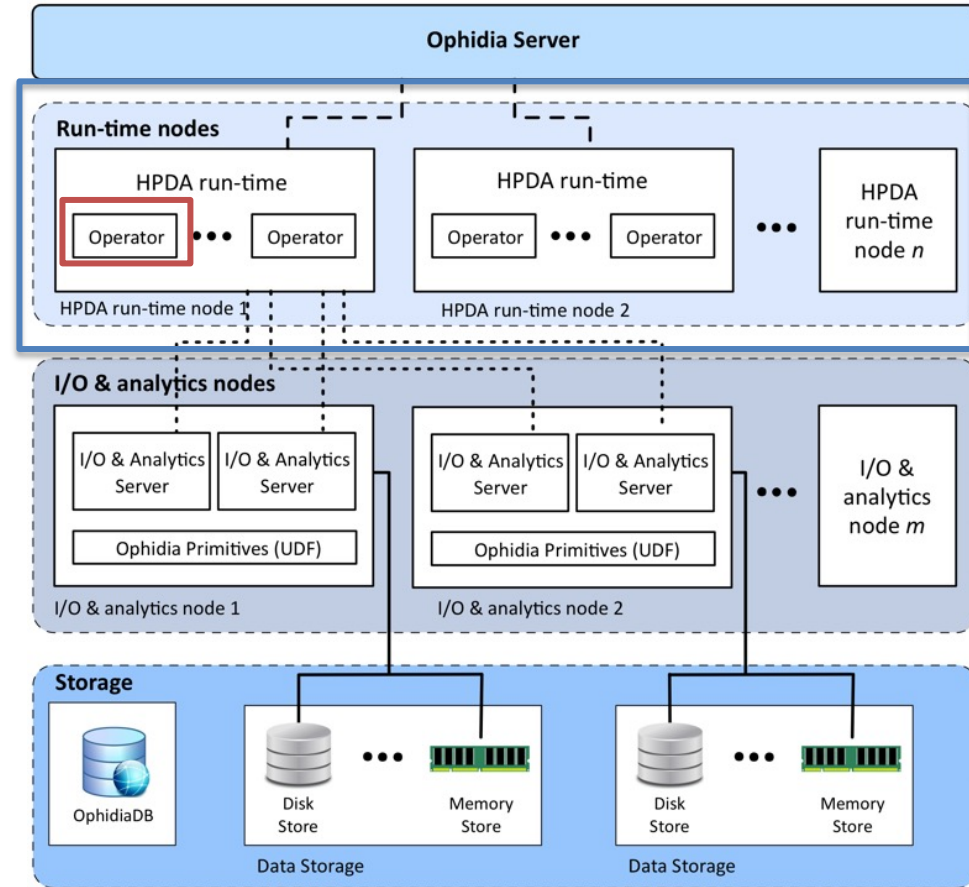 Ophidia Server
Run-time nodes
HPDA run-time
Operator
Operator
HPDA run-time node 1
HPDA run-time
Operator
Operator
HPDA run-time node 2
HPDA
run-time
node n
I/O & analytics nodes
I/O & Analytics
Server
I/O & Analytics
Server
Ophidia Primitives (UDF)
I/O & analytics node 1
I/O & Analytics
Server
I/O & Analytics
Server
Ophidia Primitives (UDF)
I/O & analytics node 2
I/O &
analytics
node m
Storage
OphidiaDB
Disk
Store
Memory
Store
Data Storage
Disk
Store
Memory
Store
Data Storage